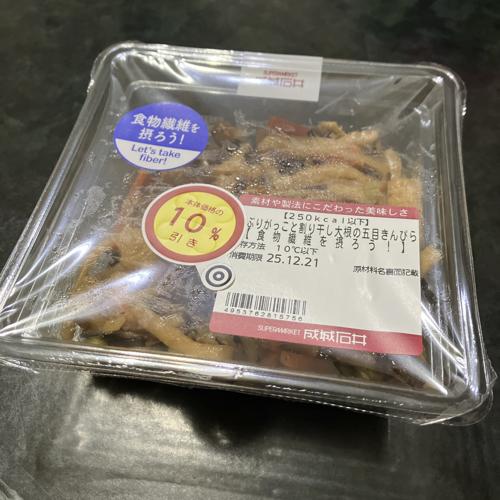 SUPERMARKET
成城石井
食物繊維を
摂ろう!
Let's take
fiber!
本体価格の
10%
引き
素材や製法にこだわった美味しさ
【250kcal以下】
ぶりがっこと割り干し大根の五目きんぴら
【食物繊維を摂ろう!】
存方法 10℃以下
消費期限 25.12.21
原材料名裏面記載
4953762815756
SUPERMARKET 成城石井